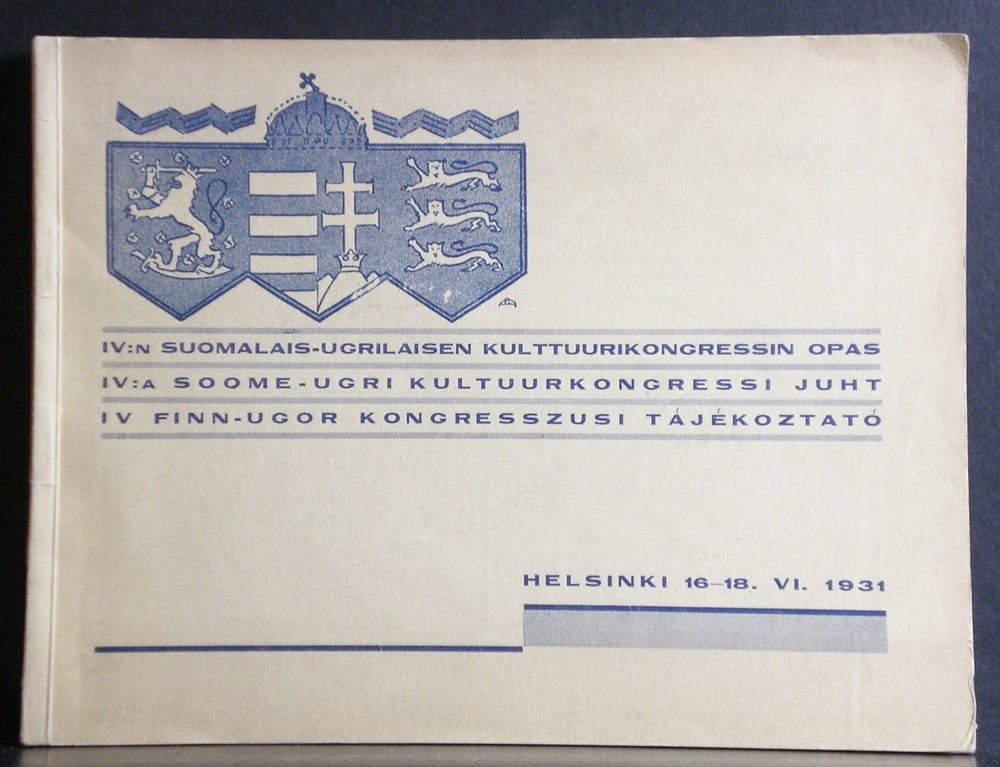 IV:N SUOMALAIS-UGRILAISEN KULTTUURIKONGRESSIN OPAS
IV:A SOOME-UGRI KULTUURKONGRESSI JUHT
IV FINN-UGOR KONGRESSZUSI TÁJÉKOZTATÓ
HELSINKI 16–18. VI. 1931